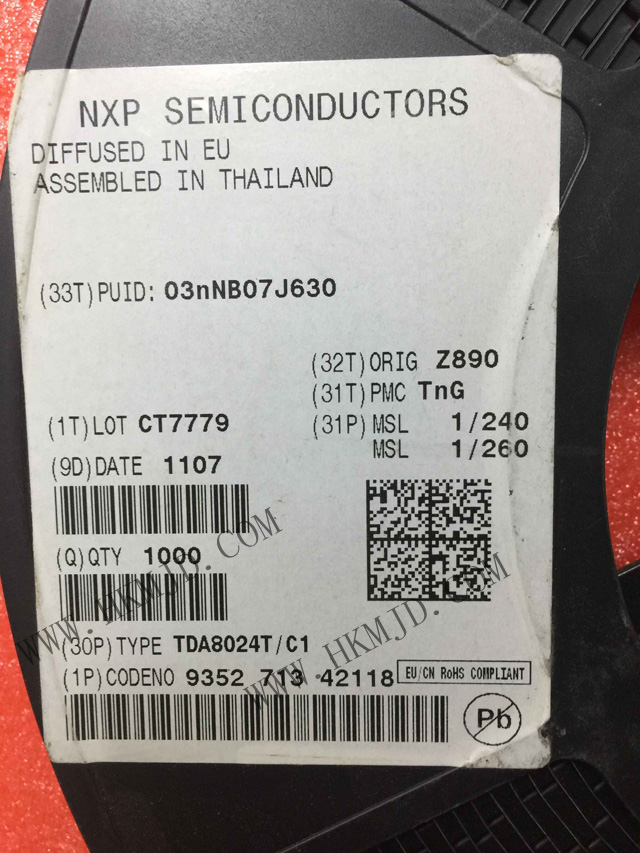 NXP SEMICONDUCTORS
DIFFUSED IN EU
ASSEMBLED IN THAILAND
(33T)PUID: 03nNB07J630
(32T)ORIG Z890
(31T)PMC TnG
(1T)LOT CT7779
(31P)MSL 1/240
MSL 1/260
(9D)DATE 1107
(Q)QTY 1000
(30P)TYPE TDA8024T/C1
(1P)CODENO 9352 713 42118
EU/CN RoHS COMPLIANT
Pb
WWW.HKMJD.COM
WWW.HKMJD.COM